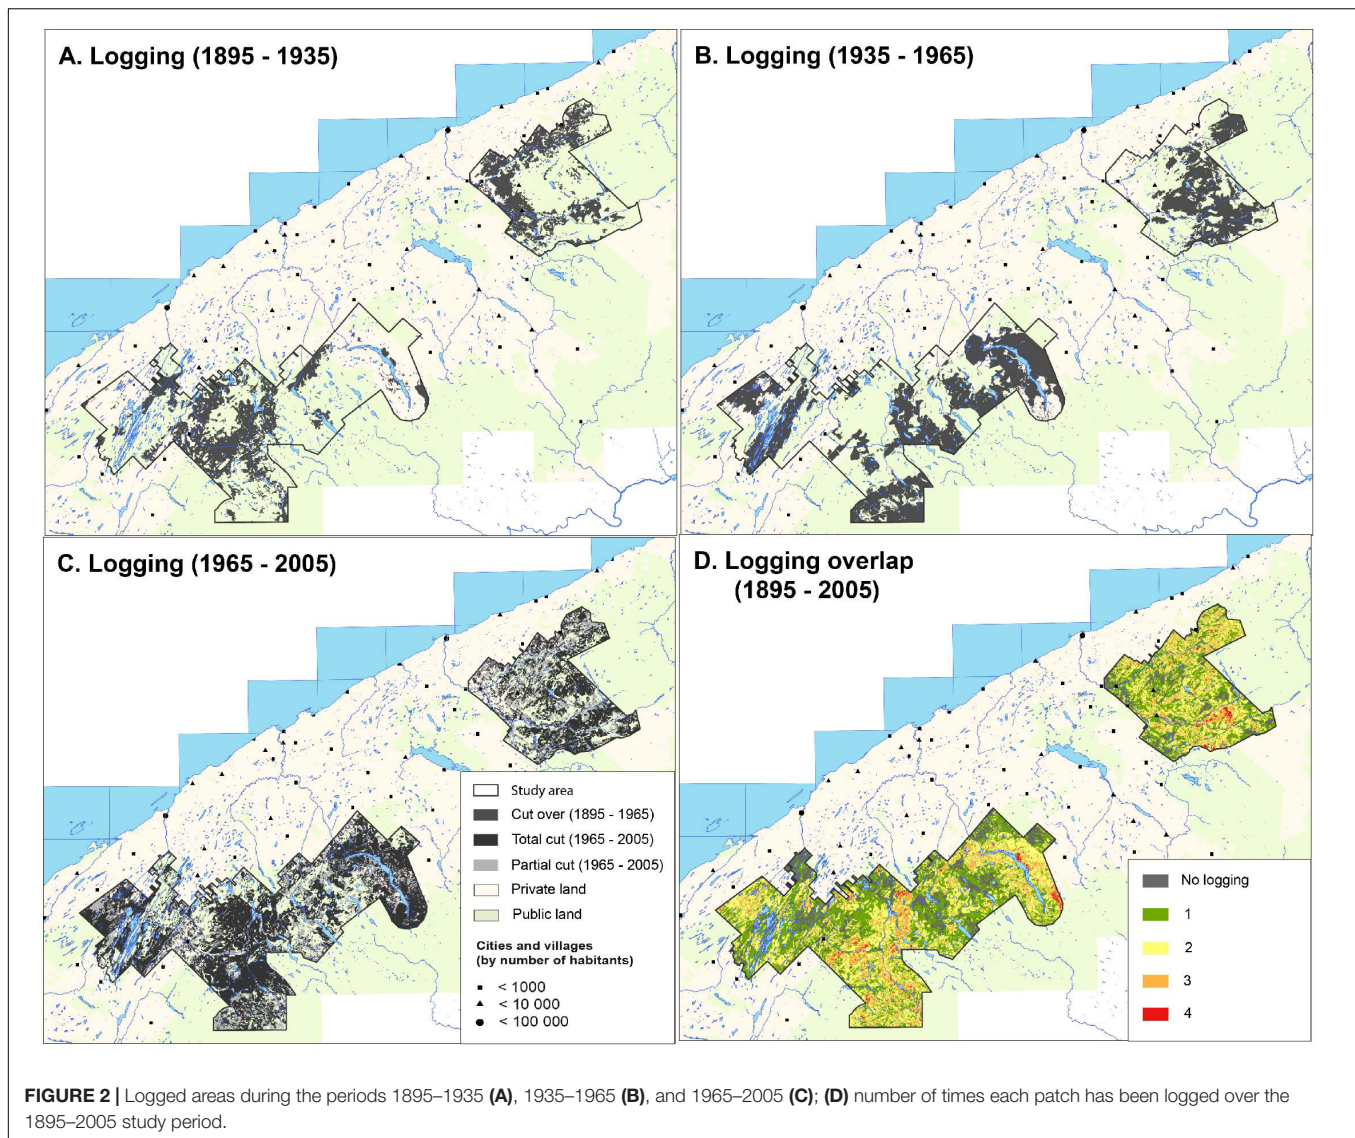 A. Logging (1895 - 1935)
B. Logging (1935 - 1965)
C. Logging (1965 - 2005)
Study area
Cut over (1895 - 1965)
Total cut (1965 - 2005)
Partial cut (1965 - 2005)
Private land
Public land
Cities and villages
(by number of habitants)
< 1000
< 10 000
< 100 000
D. Logging overlap
(1895 - 2005)
No logging
1
2
3
4
FIGURE 2 | Logged areas during the periods 1895–1935 (A), 1935–1965 (B), and 1965–2005 (C); (D) number of times each patch has been logged over the
1895–2005 study period.